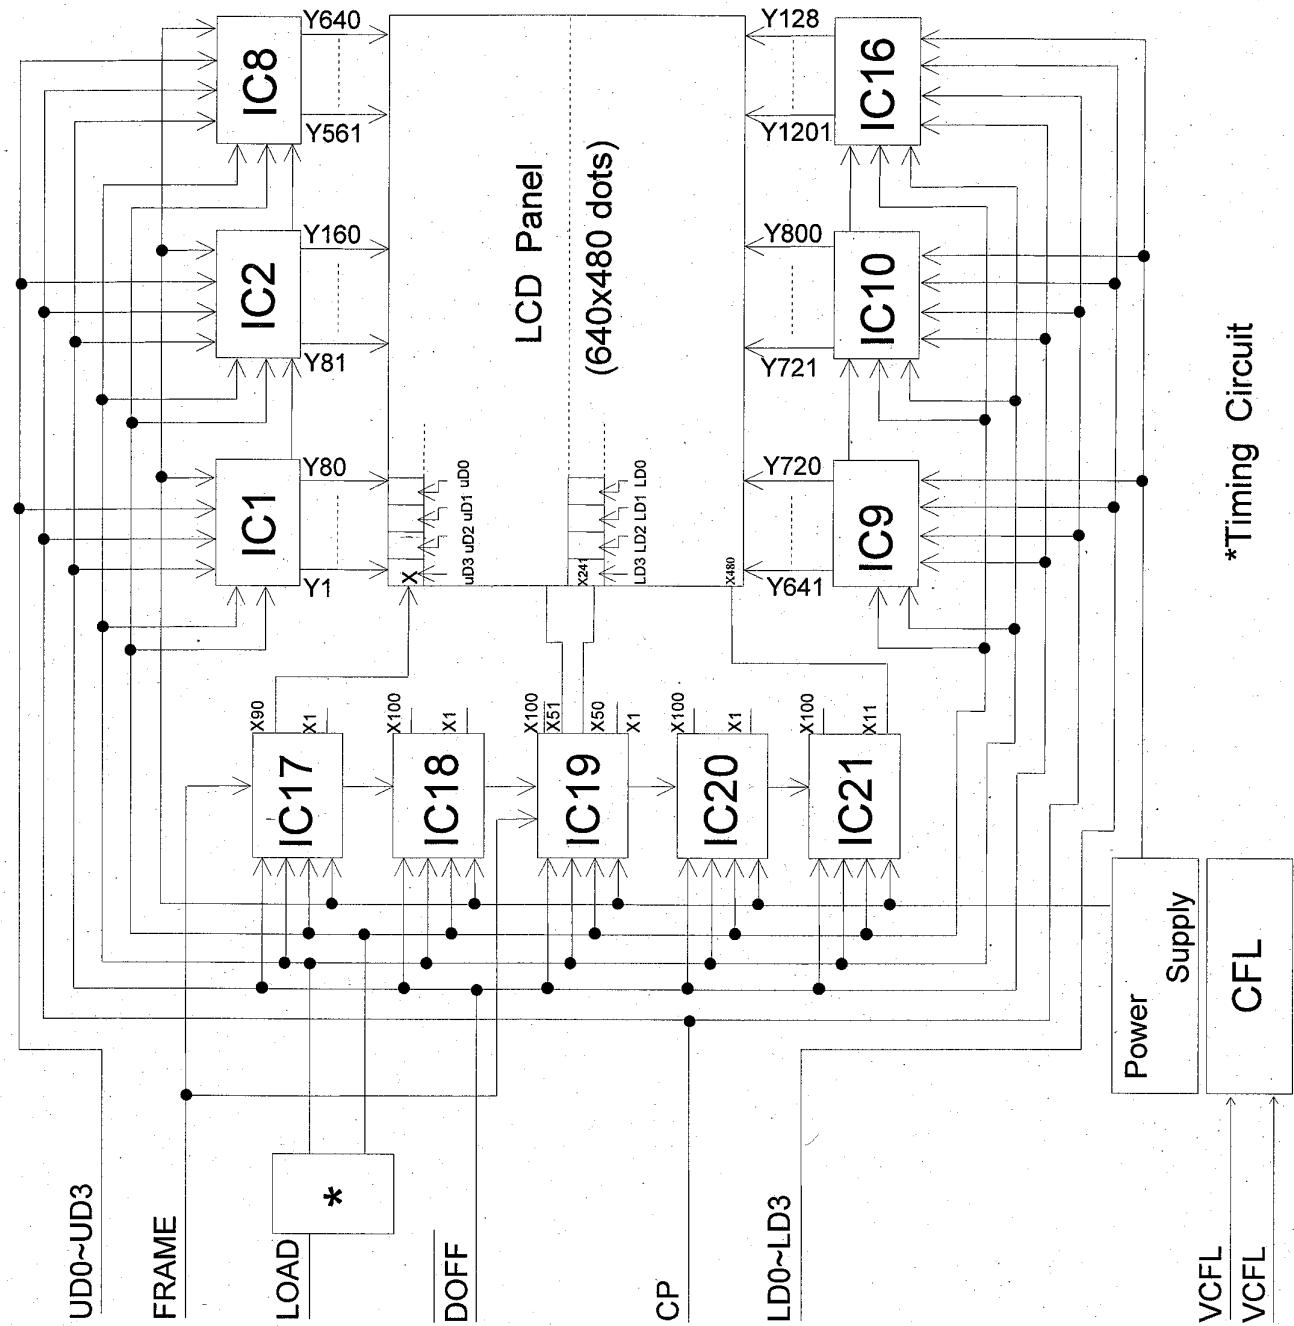 Y640
IC8
Y561
Y160
IC2
Y81
Y80
IC1
Y1
LCD Panel
(640x480 dots)
uD3 uD2 uD1 uD0
X
LD3 LD2 LD1 LD0
X241
X480
Y128
IC16
Y1201
Y800
IC10
Y721
Y720
IC9
Y641
X90
X1
IC17
X100
X1
IC18
X100
X51
X50
X1
IC19
X100
X1
IC20
X100
X11
IC21
*Timing Circuit
Power
Supply
CFL
UD0~UD3
FRAME
LOAD
*
DOFF
CP
LD0~LD3
VCFL
VCFL